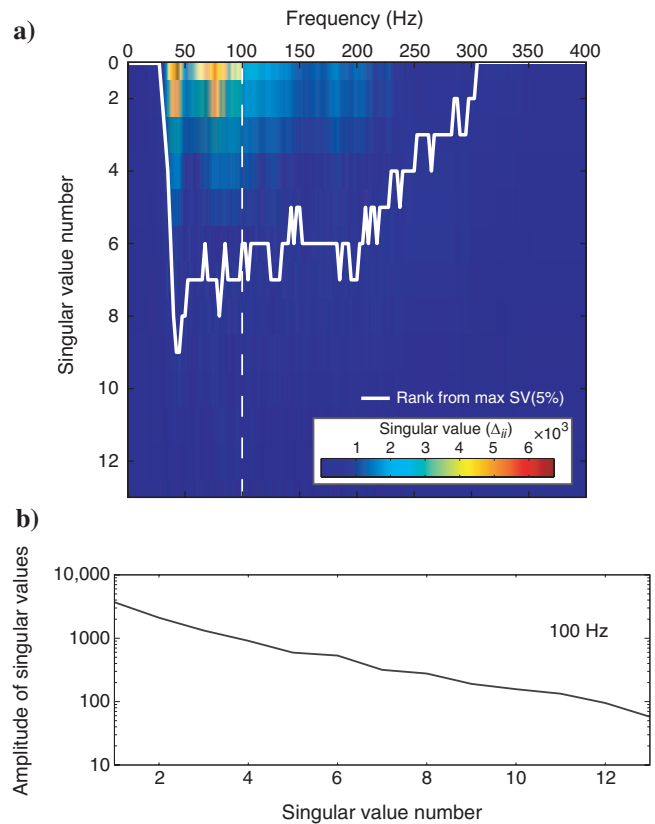 Frequency (Hz)
a)
0 50 100 150 200 250 300 350 400
0
2
4
6
8
10
12
Singular value number
Rank from max SV(5%)
Singular value (Δii) ×10³
1 2 3 4 5 6
b)
Amplitude of singular values
10,000
1000
100
10
100 Hz
2 4 6 8 10 12
Singular value number